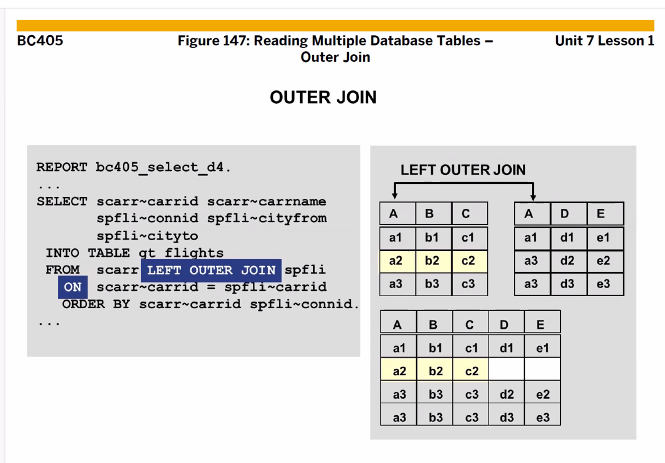 BC405
Figure 147: Reading Multiple Database Tables –
Outer Join
Unit 7 Lesson 1
OUTER JOIN
REPORT bc405_select_d4.
...
SELECT scarr~carrid scarr~carrname
spfli~connid spfli~cityfrom
spfli~cityto
INTO TABLE gt_flights
FROM scarr LEFT OUTER JOIN spfli
ON scarr~carrid = spfli~carrid
ORDER BY scarr~carrid spfli~connid.
...
LEFT OUTER JOIN
A B C
a1 b1 c1
a2 b2 c2
a3 b3 c3
A D E
a1 d1 e1
a3 d2 e2
a3 d3 e3
A B C D E
a1 b1 c1 d1 e1
a2 b2 c2
a3 b3 c3 d2 e2
a3 b3 c3 d3 e3